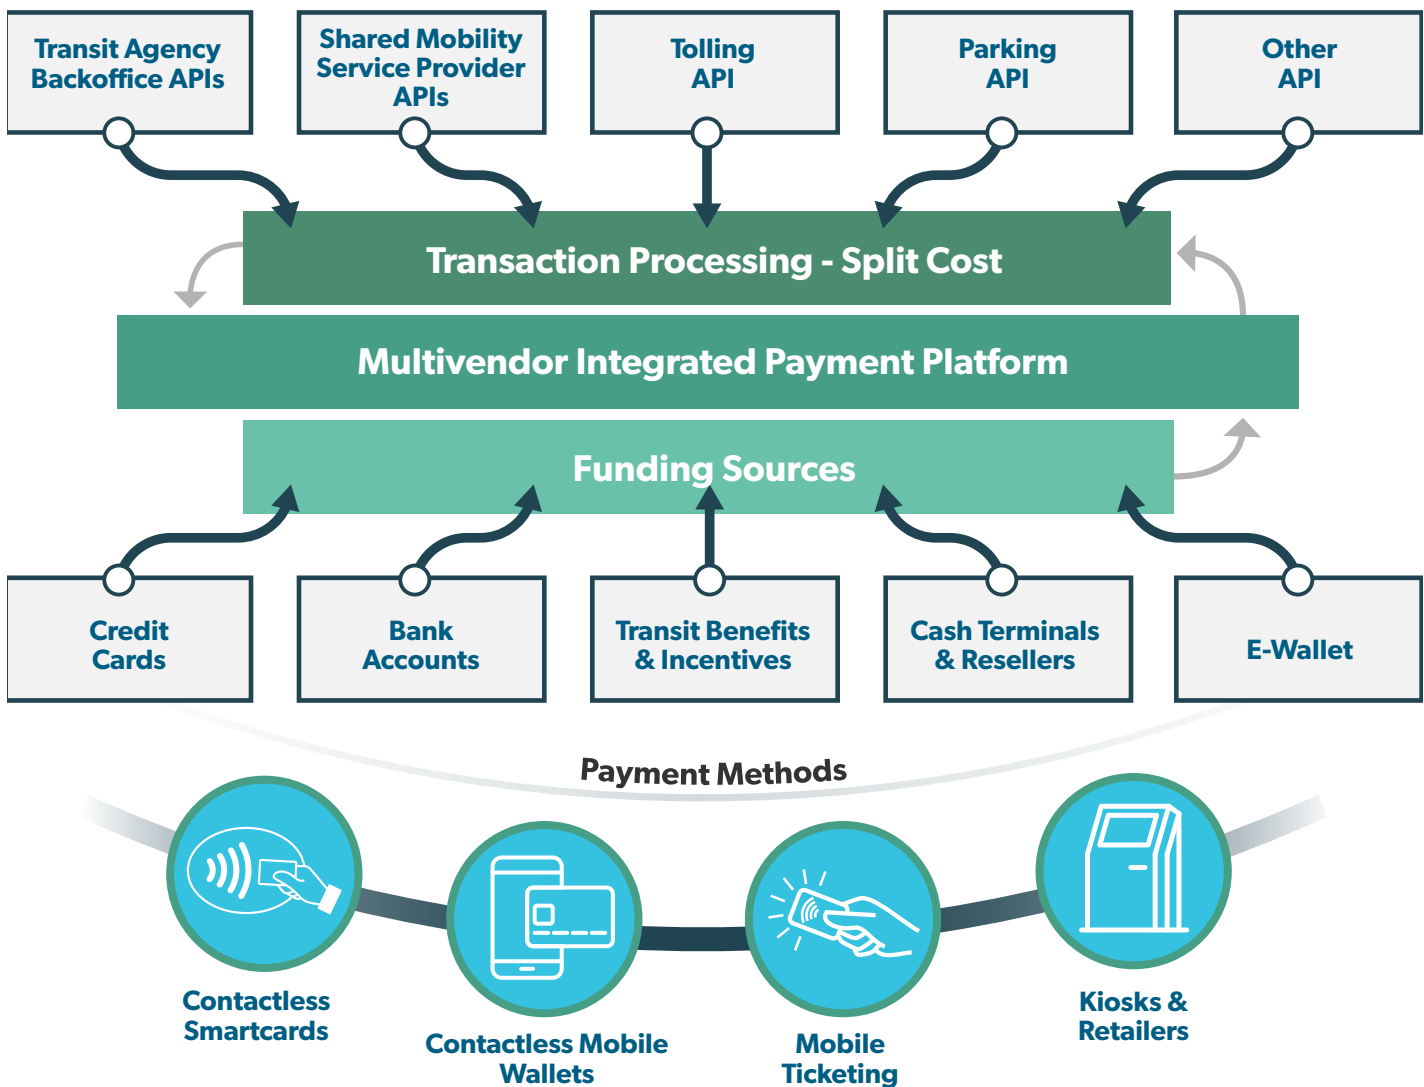 Transit Agency
Backoffice APIs
Shared Mobility
Service Provider
APIs
Tolling
API
Parking
API
Other
API
Transaction Processing - Split Cost
Multivendor Integrated Payment Platform
Funding Sources
Credit
Cards
Bank
Accounts
Transit Benefits
& Incentives
Cash Terminals
& Resellers
E-Wallet
Payment Methods
Contactless
Smartcards
Contactless Mobile
Wallets
Mobile
Ticketing
Kiosks &
Retailers